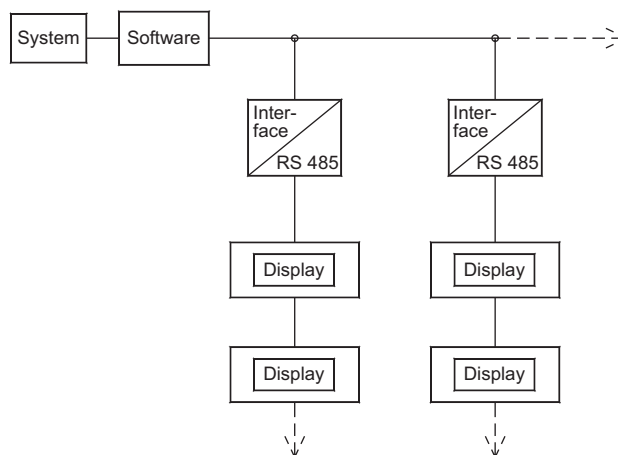 System
Software
Inter-
face
RS 485
Inter-
face
RS 485
Display
Display
Display
Display